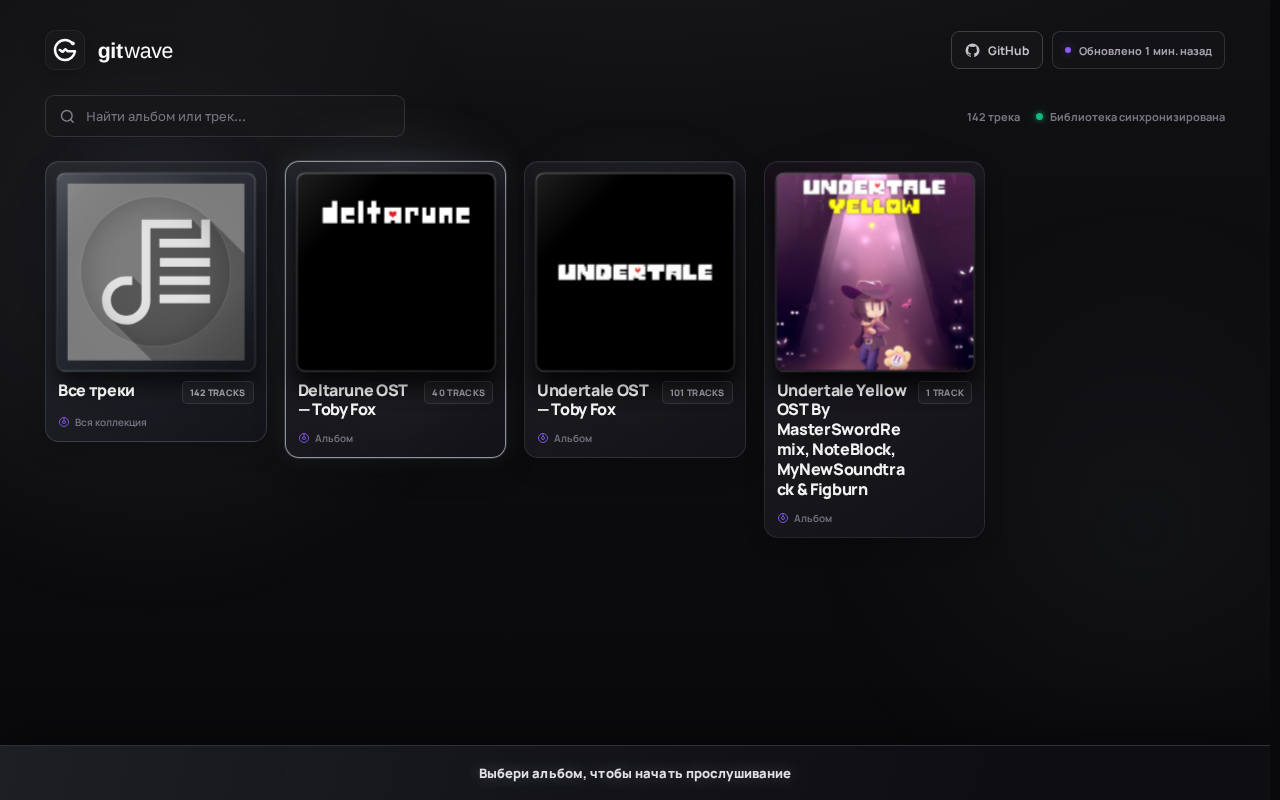 gitwave
GitHub
Обновлено 1 мин. назад
Найти альбом или трек...
142 трека
Библиотека синхронизирована
deltarune
UNDERTALE
UNDERTALE
YELLOW
Все треки
142 TRACKS
Вся коллекция
Deltarune OST
— Toby Fox
40 TRACKS
Альбом
Undertale OST
— Toby Fox
101 TRACKS
Альбом
Undertale Yellow
OST By
MasterSwordRe
mix, NoteBlock,
MyNewSoundtra
ck & Figburn
1 TRACK
Альбом
Выбери альбом, чтобы начать прослушивание